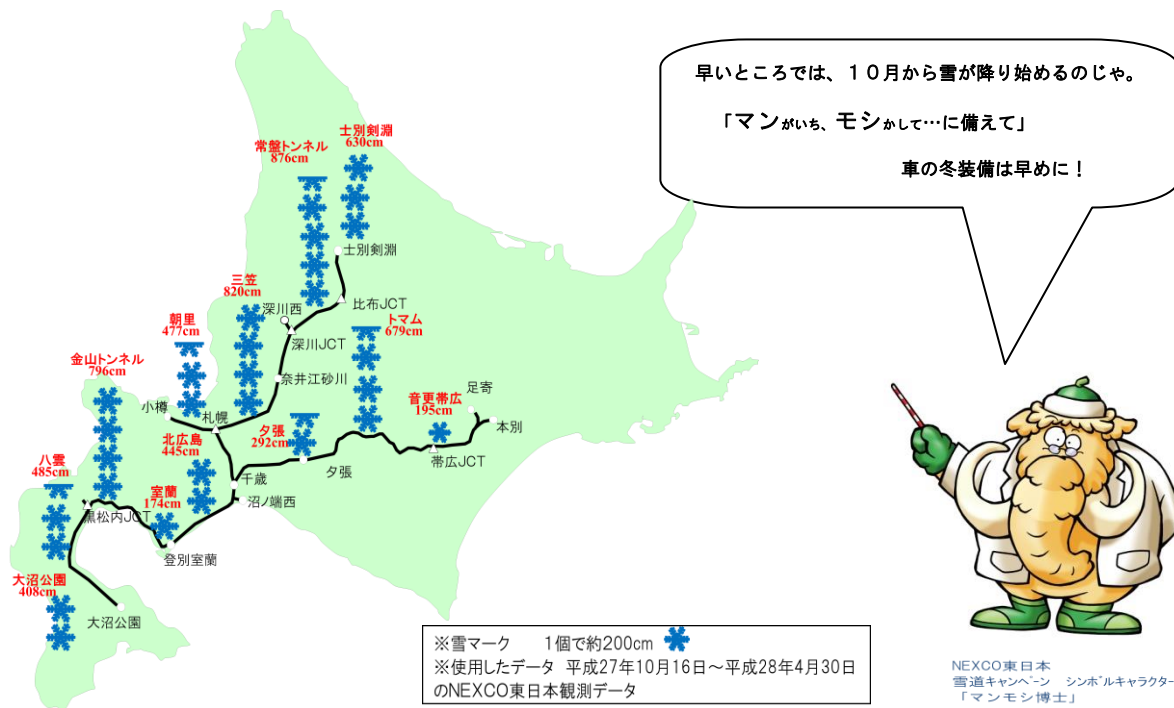 早いところでは、１０月から雪が降り始めるのじゃ。
「マンがいち、モシかして…に備えて」
車の冬装備は早めに！
士別剣淵
630cm
常盤トンネル
876cm
士別剣淵
三笠
820cm
深川西
比布JCT
トマム
679cm
朝里
477cm
深川JCT
金山トンネル
796cm
奈井江砂川
足寄
音更帯広
195cm
小樽
札幌
本別
夕張
292cm
北広島
445cm
帯広JCT
八雲
485cm
夕張
千歳
室蘭
174cm
沼ノ端西
黒松内JCT
登別室蘭
大沼公園
408cm
大沼公園
※雪マーク　1個で約200cm
※使用したデータ　平成27年10月16日～平成28年4月30日
のNEXCO東日本観測データ
NEXCO東日本
雪道キャンペーン　シンボルキャラクター
「マンモシ博士」